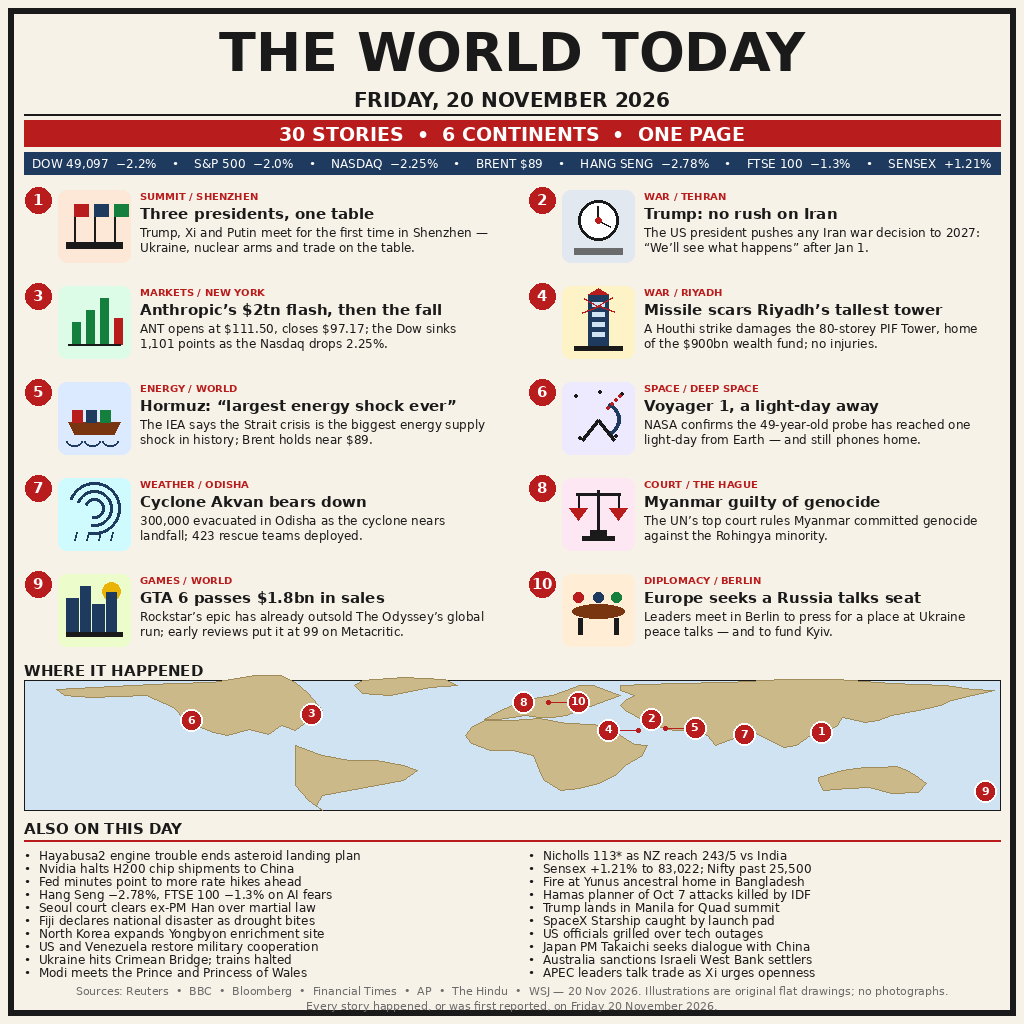 THE WORLD TODAY
FRIDAY, 20 NOVEMBER 2026
30 STORIES • 6 CONTINENTS • ONE PAGE
DOW 49,097 −2.2% • S&P 500 −2.0% • NASDAQ −2.25% • BRENT $89 • HANG SENG −2.78% • FTSE 100 −1.3% • SENSEX +1.21%
1
SUMMIT / SHENZHEN
Three presidents, one table
Trump, Xi and Putin meet for the first time in Shenzhen —
Ukraine, nuclear arms and trade on the table.
2
WAR / TEHRAN
Trump: no rush on Iran
The US president pushes any Iran war decision to 2027:
“We’ll see what happens” after Jan 1.
3
MARKETS / NEW YORK
Anthropic’s $2tn flash, then the fall
ANT opens at $111.50, closes $97.17; the Dow sinks
1,101 points as the Nasdaq drops 2.25%.
4
WAR / RIYADH
Missile scars Riyadh’s tallest tower
A Houthi strike damages the 80-storey PIF Tower, home
of the $900bn wealth fund; no injuries.
5
ENERGY / WORLD
Hormuz: “largest energy shock ever”
The IEA says the Strait crisis is the biggest energy supply
shock in history; Brent holds near $89.
6
SPACE / DEEP SPACE
Voyager 1, a light-day away
NASA confirms the 49-year-old probe has reached one
light-day from Earth — and still phones home.
7
WEATHER / ODISHA
Cyclone Akvan bears down
300,000 evacuated in Odisha as the cyclone nears
landfall; 423 rescue teams deployed.
8
COURT / THE HAGUE
Myanmar guilty of genocide
The UN’s top court rules Myanmar committed genocide
against the Rohingya minority.
9
GAMES / WORLD
GTA 6 passes $1.8bn in sales
Rockstar’s epic has already outsold The Odyssey’s global
run; early reviews put it at 99 on Metacritic.
10
DIPLOMACY / BERLIN
Europe seeks a Russia talks seat
Leaders meet in Berlin to press for a place at Ukraine
peace talks — and to fund Kyiv.
WHERE IT HAPPENED
6 3 8 10 4 2 5 7 1 9
ALSO ON THIS DAY
• Hayabusa2 engine trouble ends asteroid landing plan
• Nvidia halts H200 chip shipments to China
• Fed minutes point to more rate hikes ahead
• Hang Seng −2.78%, FTSE 100 −1.3% on AI fears
• Seoul court clears ex-PM Han over martial law
• Fiji declares national disaster as drought bites
• North Korea expands Yongbyon enrichment site
• US and Venezuela restore military cooperation
• Ukraine hits Crimean Bridge; trains halted
• Modi meets the Prince and Princess of Wales
• Nicholls 113* as NZ reach 243/5 vs India
• Sensex +1.21% to 83,022; Nifty past 25,500
• Fire at Yunus ancestral home in Bangladesh
• Hamas planner of Oct 7 attacks killed by IDF
• Trump lands in Manila for Quad summit
• SpaceX Starship caught by launch pad
• US officials grilled over tech outages
• Japan PM Takaichi seeks dialogue with China
• Australia sanctions Israeli West Bank settlers
• APEC leaders talk trade as Xi urges openness
Sources: Reuters • BBC • Bloomberg • Financial Times • AP • The Hindu • WSJ — 20 Nov 2026. Illustrations are original flat drawings; no photographs.
Every story happened, or was first reported, on Friday 20 November 2026.